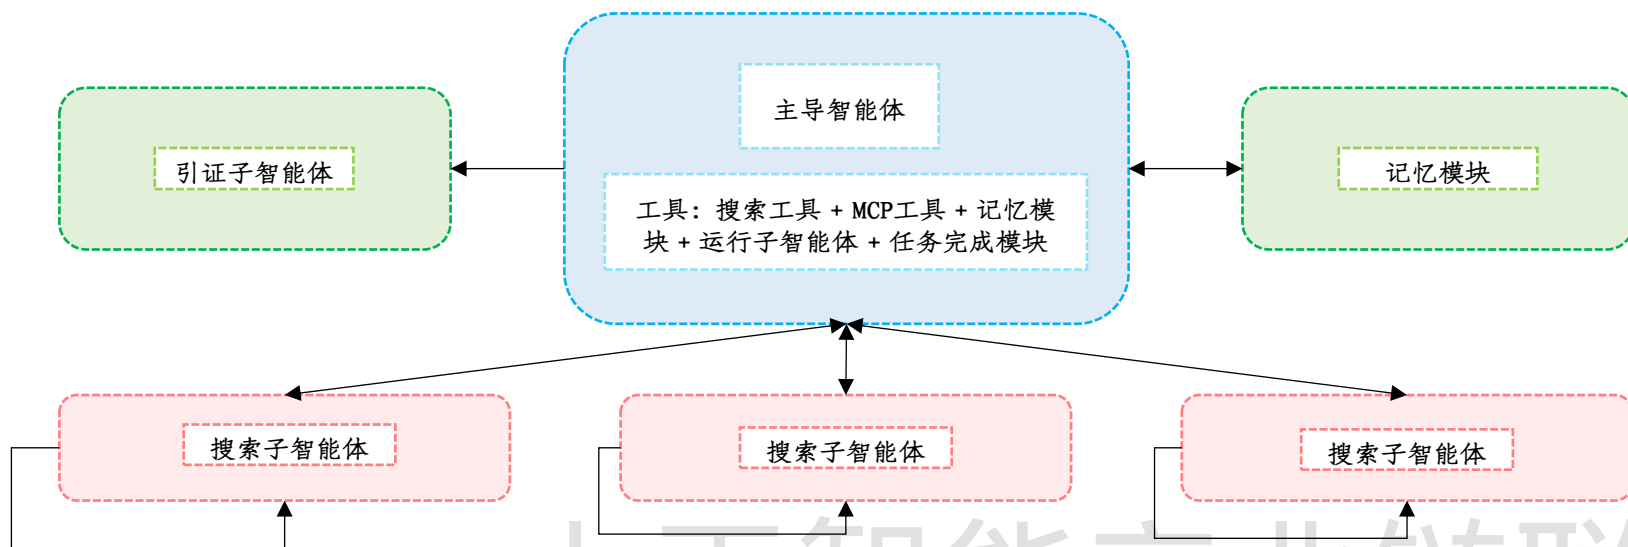 主导智能体
引证子智能体
记忆模块
工具：搜索工具 + MCP工具 + 记忆模
块 + 运行子智能体 + 任务完成模块
搜索子智能体
搜索子智能体
搜索子智能体